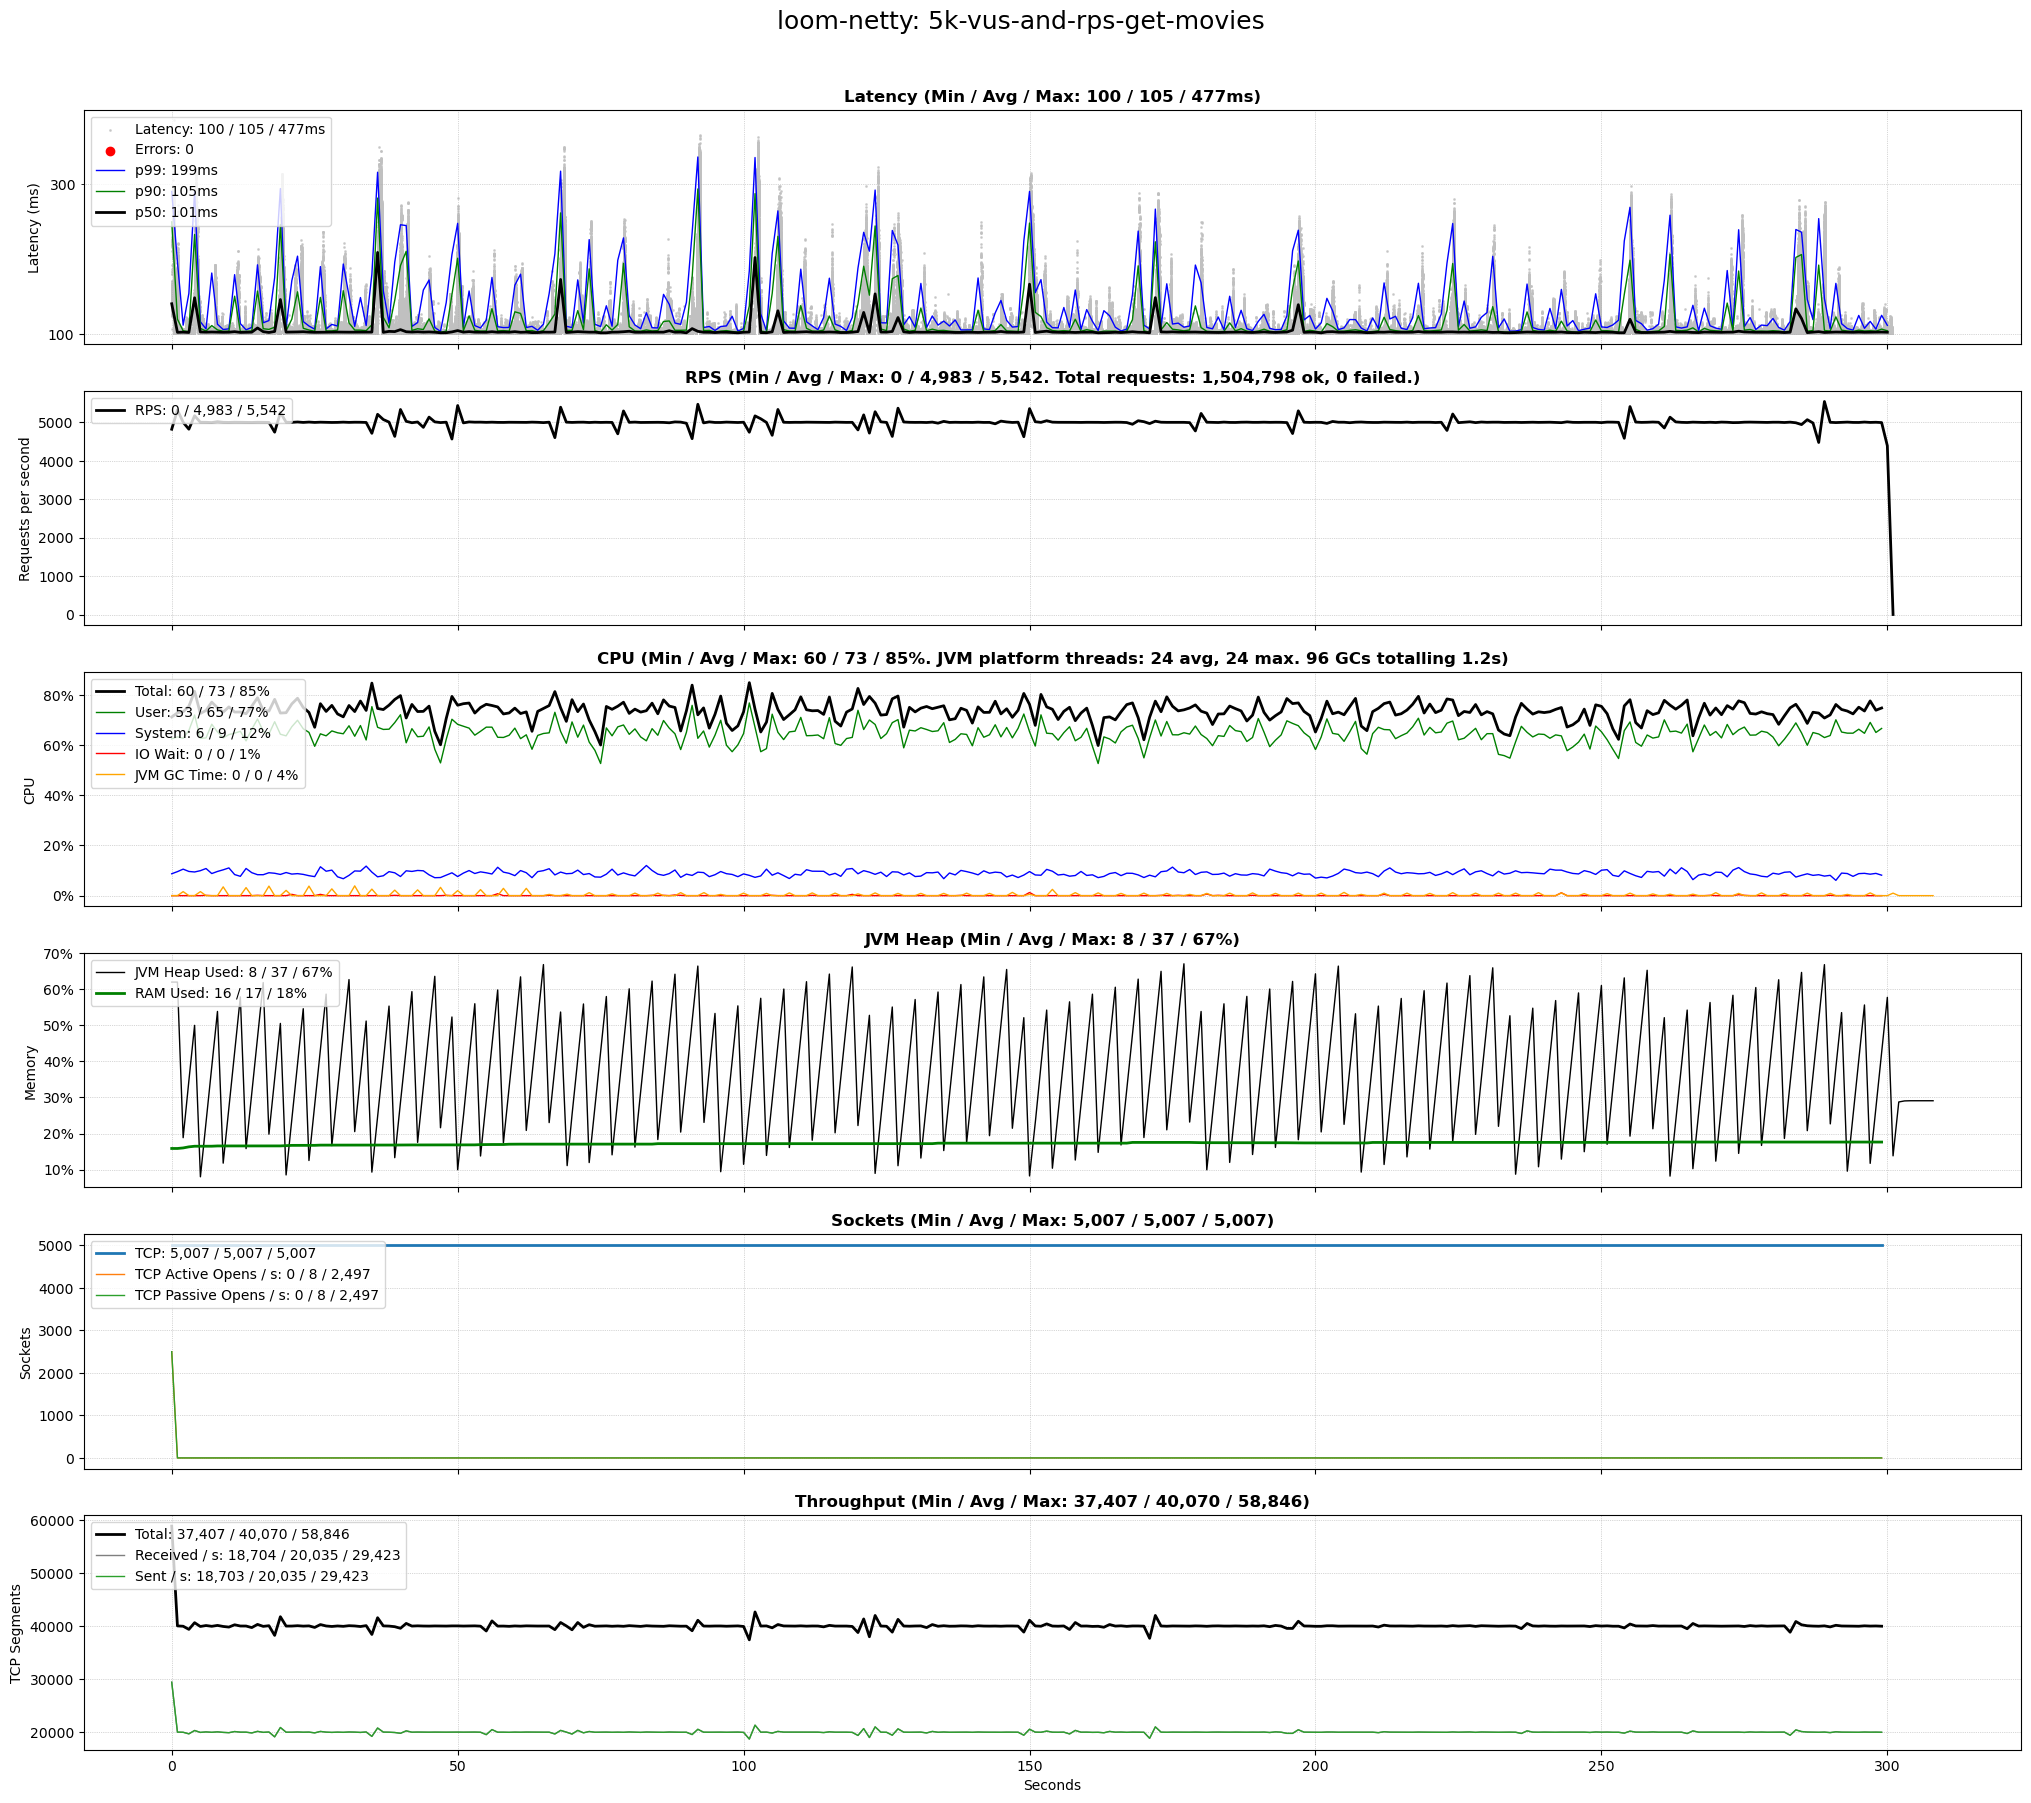 loom-netty: 5k-vus-and-rps-get-movies
Latency (Min / Avg / Max: 100 / 105 / 477ms)
Latency: 100 / 105 / 477ms
Errors: 0
p99: 199ms
p90: 105ms
p50: 101ms
300
100
Latency (ms)
RPS (Min / Avg / Max: 0 / 4,983 / 5,542. Total requests: 1,504,798 ok, 0 failed.)
RPS: 0 / 4,983 / 5,542
5000
4000
3000
2000
1000
0
Requests per second
CPU (Min / Avg / Max: 60 / 73 / 85%. JVM platform threads: 24 avg, 24 max. 96 GCs totalling 1.2s)
Total: 60 / 73 / 85%
User: 53 / 65 / 77%
System: 6 / 9 / 12%
IO Wait: 0 / 0 / 1%
JVM GC Time: 0 / 0 / 4%
80%
60%
40%
20%
0%
CPU
JVM Heap (Min / Avg / Max: 8 / 37 / 67%)
JVM Heap Used: 8 / 37 / 67%
RAM Used: 16 / 17 / 18%
70%
60%
50%
40%
30%
20%
10%
Memory
Sockets (Min / Avg / Max: 5,007 / 5,007 / 5,007)
TCP: 5,007 / 5,007 / 5,007
TCP Active Opens / s: 0 / 8 / 2,497
TCP Passive Opens / s: 0 / 8 / 2,497
5000
4000
3000
2000
1000
0
Sockets
Throughput (Min / Avg / Max: 37,407 / 40,070 / 58,846)
Total: 37,407 / 40,070 / 58,846
Received / s: 18,704 / 20,035 / 29,423
Sent / s: 18,703 / 20,035 / 29,423
60000
50000
40000
30000
20000
TCP Segments
0 50 100 150 200 250 300
Seconds